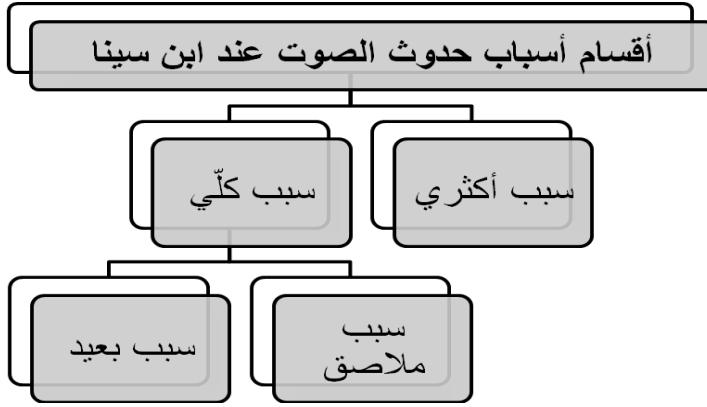 أقسام أسباب حدوث الصوت عند ابن سينا
سبب أكثري
سبب كلّي
سبب
ملاصق
سبب بعيد